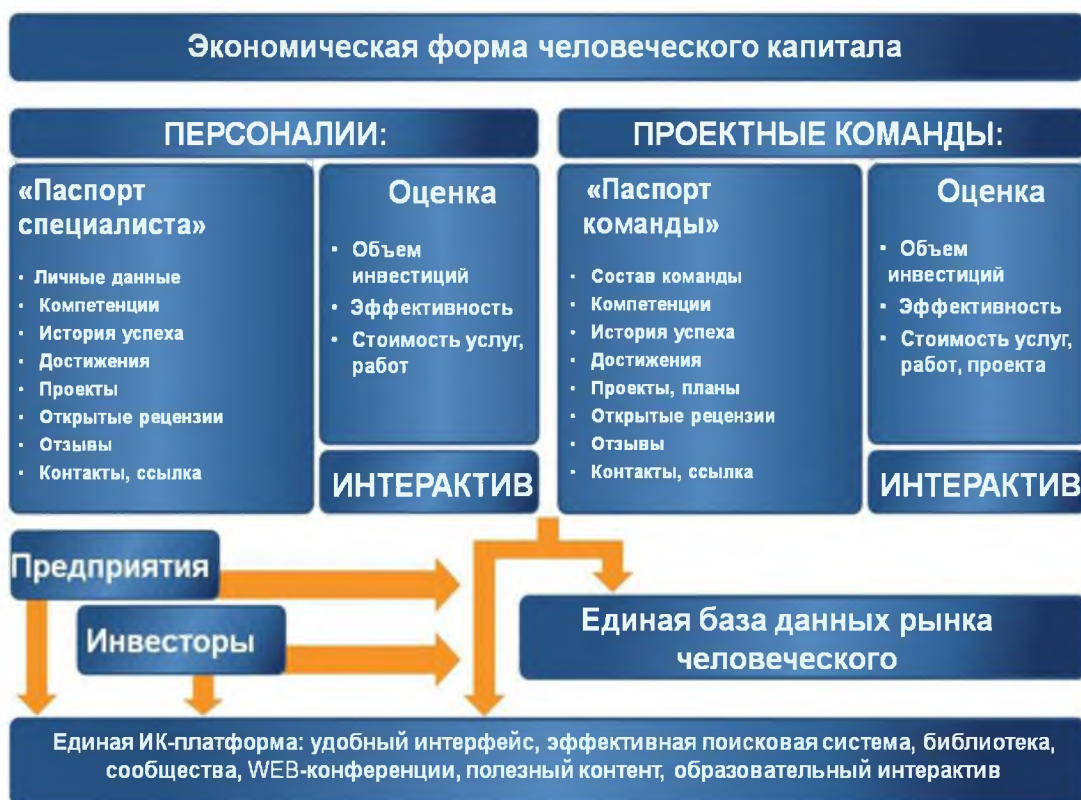 Экономическая форма человеческого капитала
ПЕРСОНАЛИИ:
«Паспорт
специалиста»
• Личные данные
• Компетенции
• История успеха
• Достижения
• Проекты
• Открытые рецензии
• Отзывы
• Контакты, ссылка
Оценка
• Объем
инвестиций
• Эффективность
• Стоимость услуг,
работ
ИНТЕРАКТИВ
ПРОЕКТНЫЕ КОМАНДЫ:
«Паспорт
команды»
• Состав команды
• Компетенции
• История успеха
• Достижения
• Проекты, планы
• Открытые рецензии
• Отзывы
• Контакты, ссылка
Оценка
• Объем
инвестиций
• Эффективность
• Стоимость услуг,
работ, проекта
ИНТЕРАКТИВ
Предприятия
Инвесторы
Единая база данных рынка
человеческого
Единая ИК-платформа: удобный интерфейс, эффективная поисковая система, библиотека,
сообщества, WEB-конференции, полезный контент, образовательный интерактив